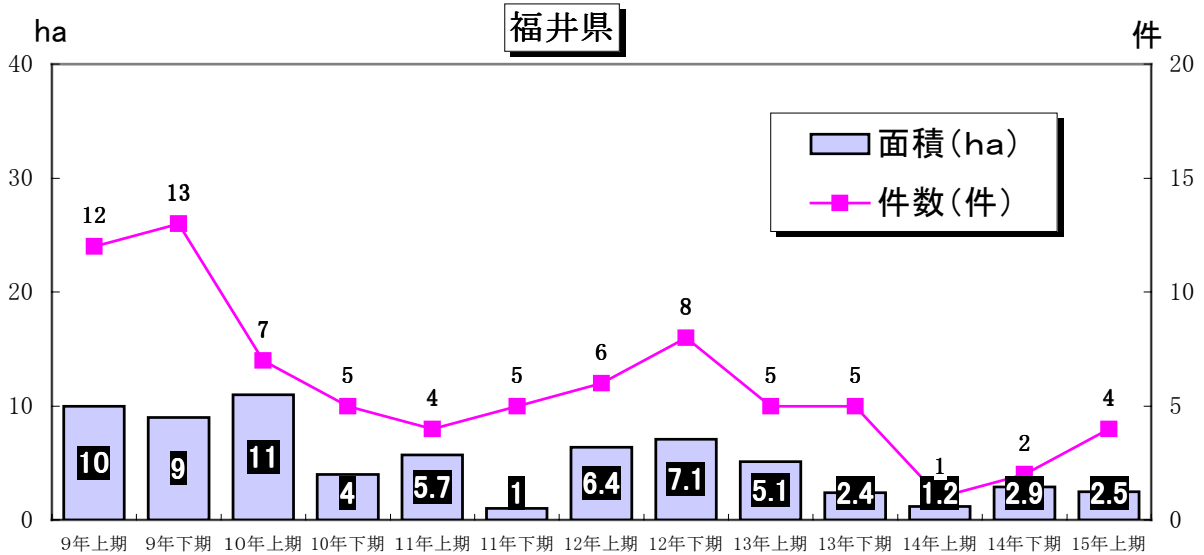 福井県
ha
件
40
30
20
10
0
20
15
10
5
0
面積（ha）
件数（件）
12
13
7
5
4
5
6
8
5
5
1
2
4
10
9
11
4
5.7
1
6.4
7.1
5.1
2.4
1.2
2.9
2.5
9年上期
9年下期
10年上期
10年下期
11年上期
11年下期
12年上期
12年下期
13年上期
13年下期
14年上期
14年下期
15年上期